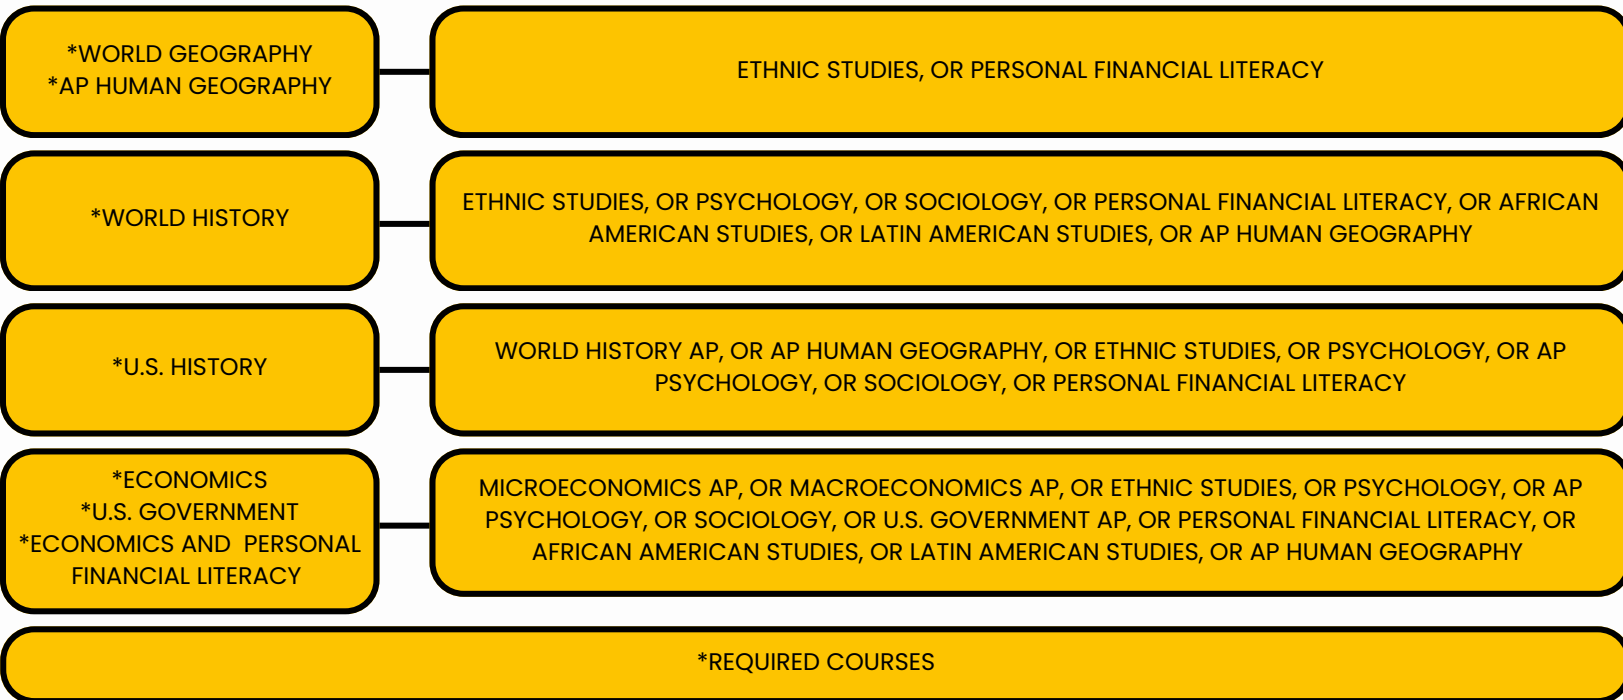 *WORLD GEOGRAPHY
*AP HUMAN GEOGRAPHY
ETHNIC STUDIES, OR PERSONAL FINANCIAL LITERACY
*WORLD HISTORY
ETHNIC STUDIES, OR PSYCHOLOGY, OR SOCIOLOGY, OR PERSONAL FINANCIAL LITERACY, OR AFRICAN
AMERICAN STUDIES, OR LATIN AMERICAN STUDIES, OR AP HUMAN GEOGRAPHY
*U.S. HISTORY
WORLD HISTORY AP, OR AP HUMAN GEOGRAPHY, OR ETHNIC STUDIES, OR PSYCHOLOGY, OR AP
PSYCHOLOGY, OR SOCIOLOGY, OR PERSONAL FINANCIAL LITERACY
*ECONOMICS
*U.S. GOVERNMENT
*ECONOMICS AND PERSONAL
FINANCIAL LITERACY
MICROECONOMICS AP, OR MACROECONOMICS AP, OR ETHNIC STUDIES, OR PSYCHOLOGY, OR AP
PSYCHOLOGY, OR SOCIOLOGY, OR U.S. GOVERNMENT AP, OR PERSONAL FINANCIAL LITERACY, OR
AFRICAN AMERICAN STUDIES, OR LATIN AMERICAN STUDIES, OR AP HUMAN GEOGRAPHY
*REQUIRED COURSES